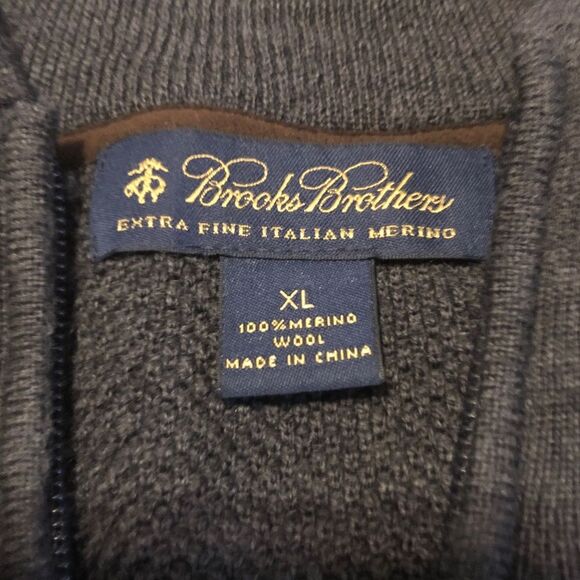 Brooks Brothers
EXTRA FINE ITALIAN MERINO
XL
100% MERINO
WOOL
MADE IN CHINA